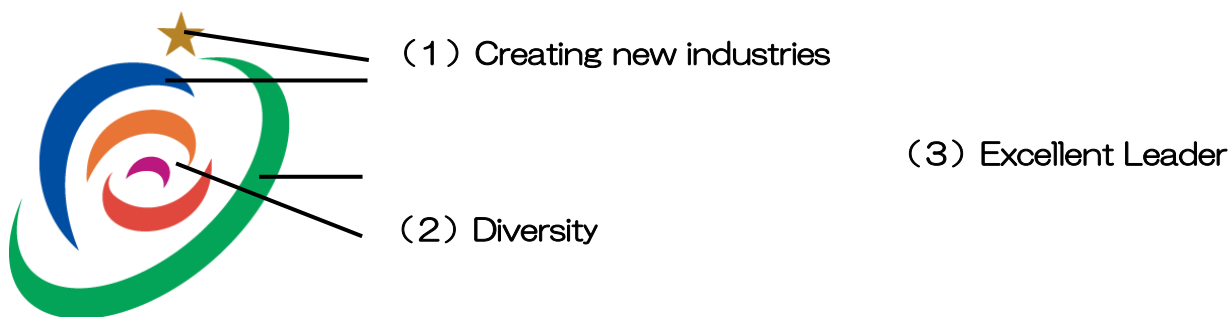 （1）Creating new industries
（3）Excellent Leader
（2）Diversity